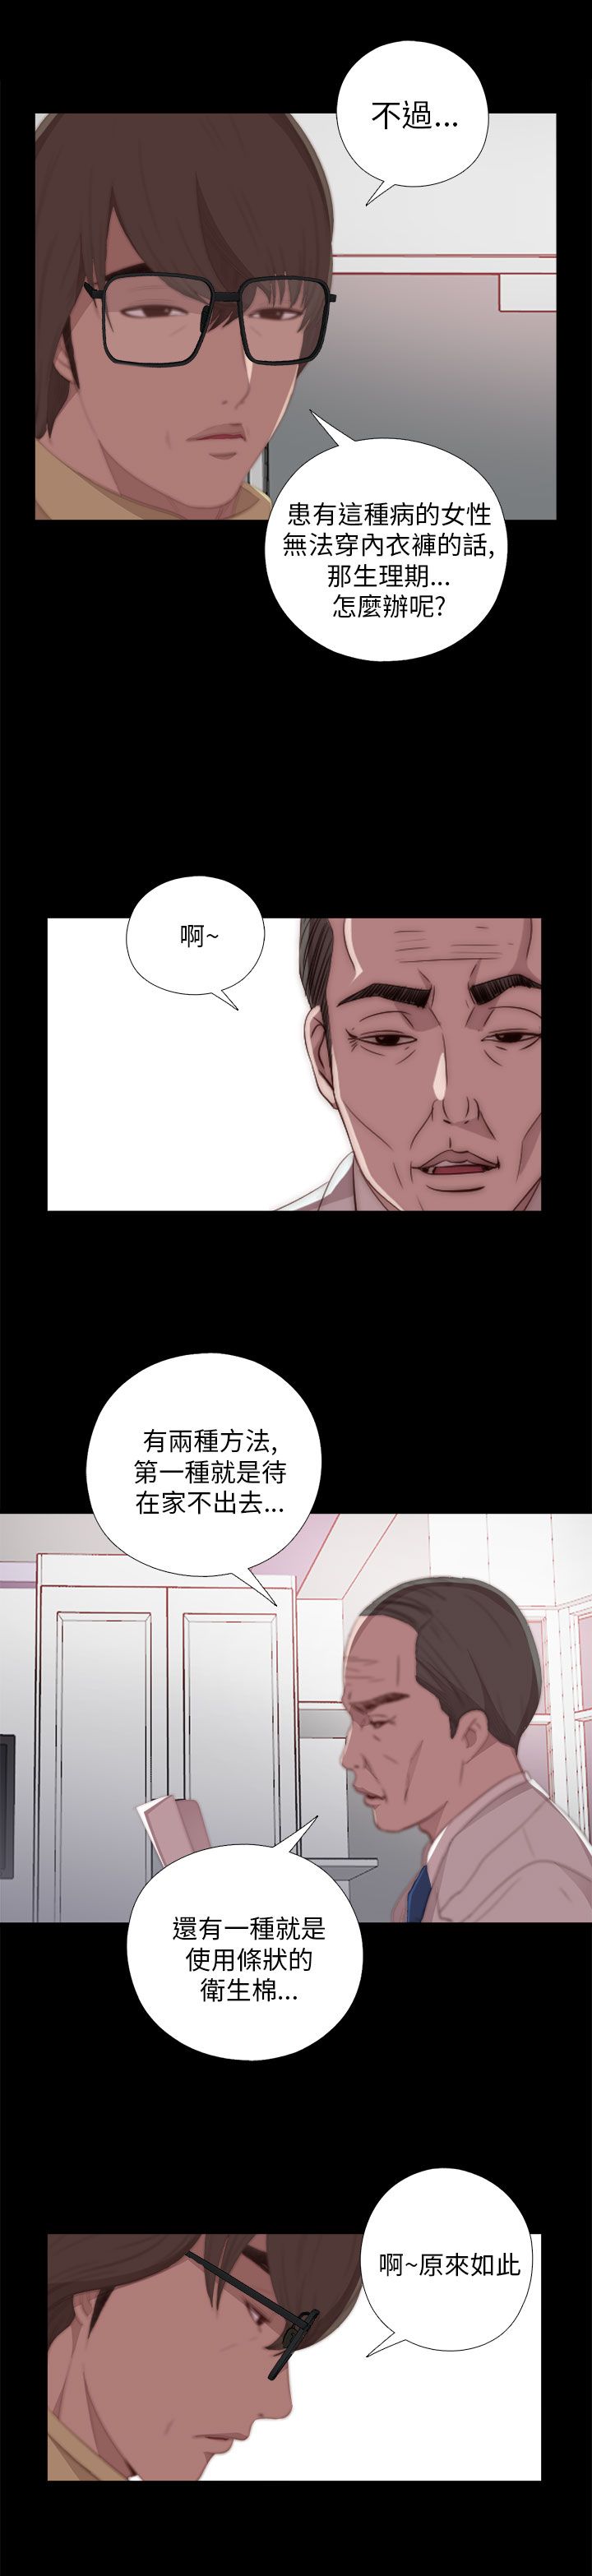 不過...
患有這種病的女性
無法穿內衣褲的話,
那生理期...
怎麼辦呢?
啊~
有兩種方法,
第一種就是待
在家不出去...
還有一種就是
使用條狀的
衛生棉...
啊~原來如此